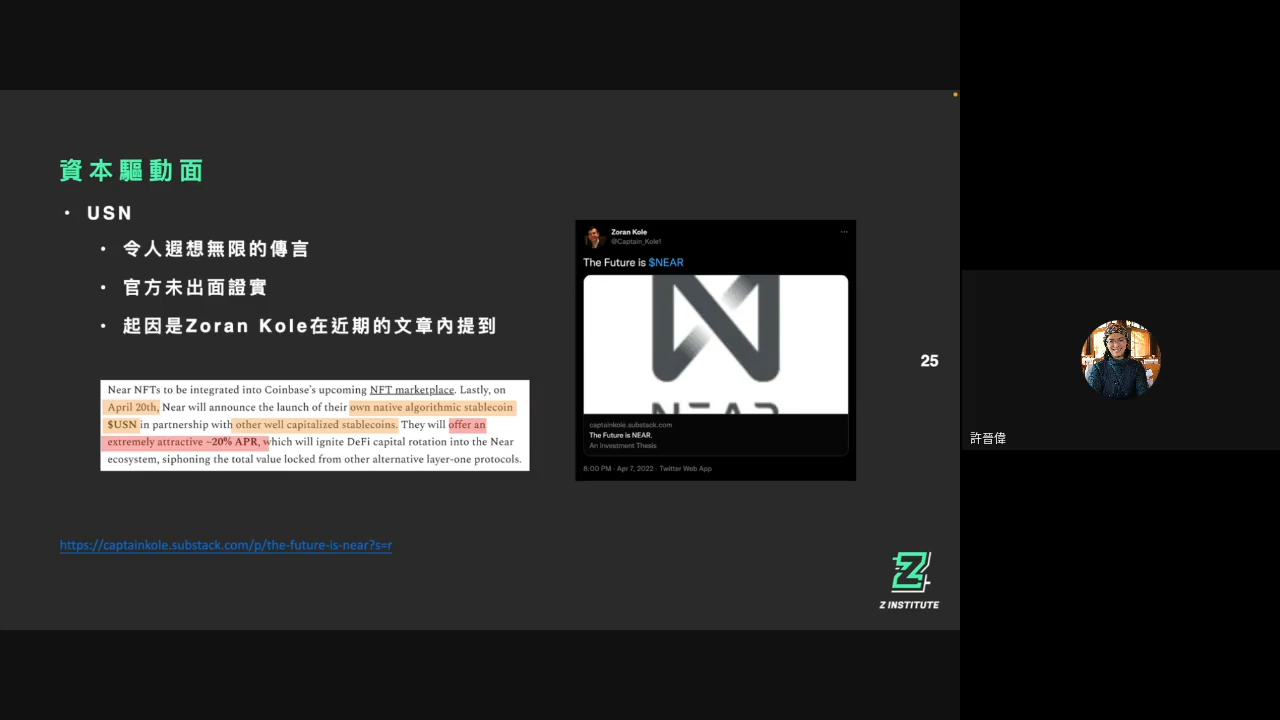 資本驅動面
• USN
• 令人遐想無限的傳言
• 官方未出面證實
• 起因是Zoran Kole在近期的文章內提到
Near NFTs to be integrated into Coinbase's upcoming NFT marketplace. Lastly, on
April 20th, Near will announce the launch of their own native algorithmic stablecoin
$USN in partnership with other well capitalized stablecoins. They will offer an
extremely attractive ~20% APR, which will ignite DeFi capital rotation into the Near
ecosystem, siphoning the total value locked from other alternative layer-one protocols.
https://captainkole.substack.com/p/the-future-is-near?s=r
Zoran Kole
@Captain_Kole1
The Future is $NEAR
NEAR
captainkole.substack.com
The Future is NEAR.
An Investment Thesis
8:00 PM · Apr 7, 2022 · Twitter Web App
25
Z INSTITUTE
許晉偉